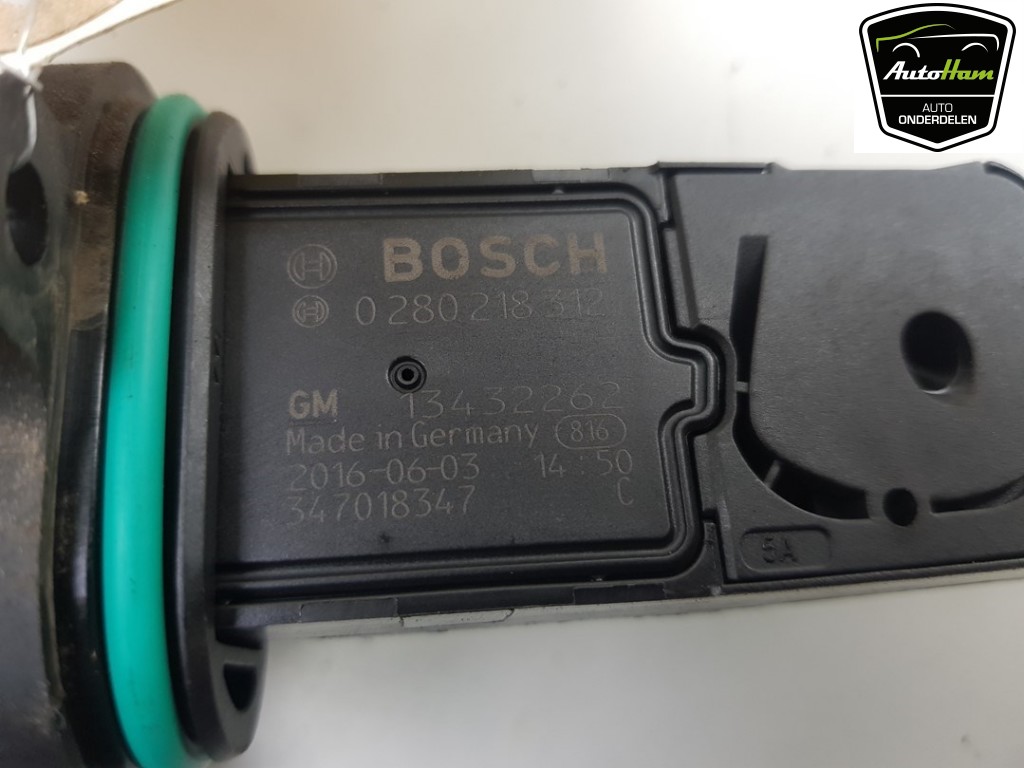 AutoHam
AUTO
ONDERDELEN
BOSCH
0 280 218 312
GM 13432262
Made in Germany 816
2016-06-03 14:50
347018347 C
5A